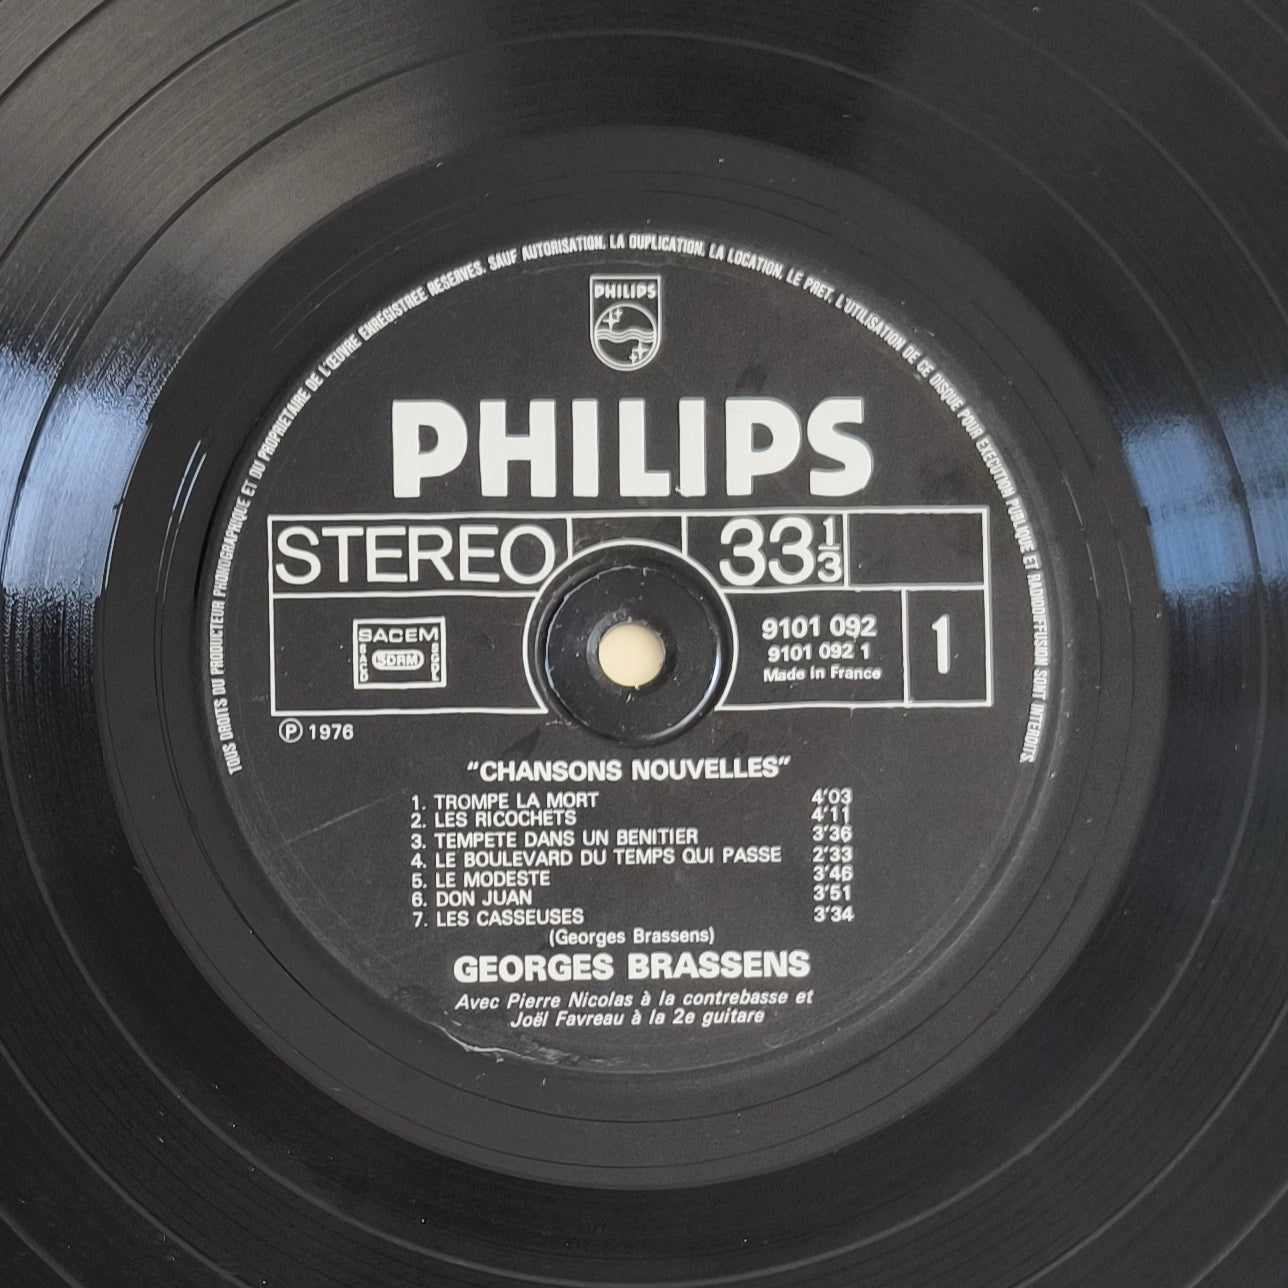 TOUS DROITS DU PRODUCTEUR PHONOGRAPHIQUE ET DU PROPRIETAIRE DE L'ŒUVRE ENREGISTREE RESERVES. SAUF AUTORISATION, LA DUPLICATION, LA LOCATION, LE PRET, L'UTILISATION DE CE DISQUE POUR EXECUTION PUBLIQUE ET RADIODIFFUSION SONT INTERDITS.
PHILIPS
PHILIPS
STEREO 33 1/3
SACEM
SACD SDRM SGDL
9101 092
9101 092 1
Made in France
1
Ⓟ 1976
"CHANSONS NOUVELLES"
1. TROMPE LA MORT 4'03
2. LES RICOCHETS 4'11
3. TEMPETE DANS UN BENITIER 3'36
4. LE BOULEVARD DU TEMPS QUI PASSE 2'33
5. LE MODESTE 3'46
6. DON JUAN 3'51
7. LES CASSEUSES 3'34
(Georges Brassens)
GEORGES BRASSENS
Avec Pierre Nicolas à la contrebasse et
Joël Favreau à la 2e guitare